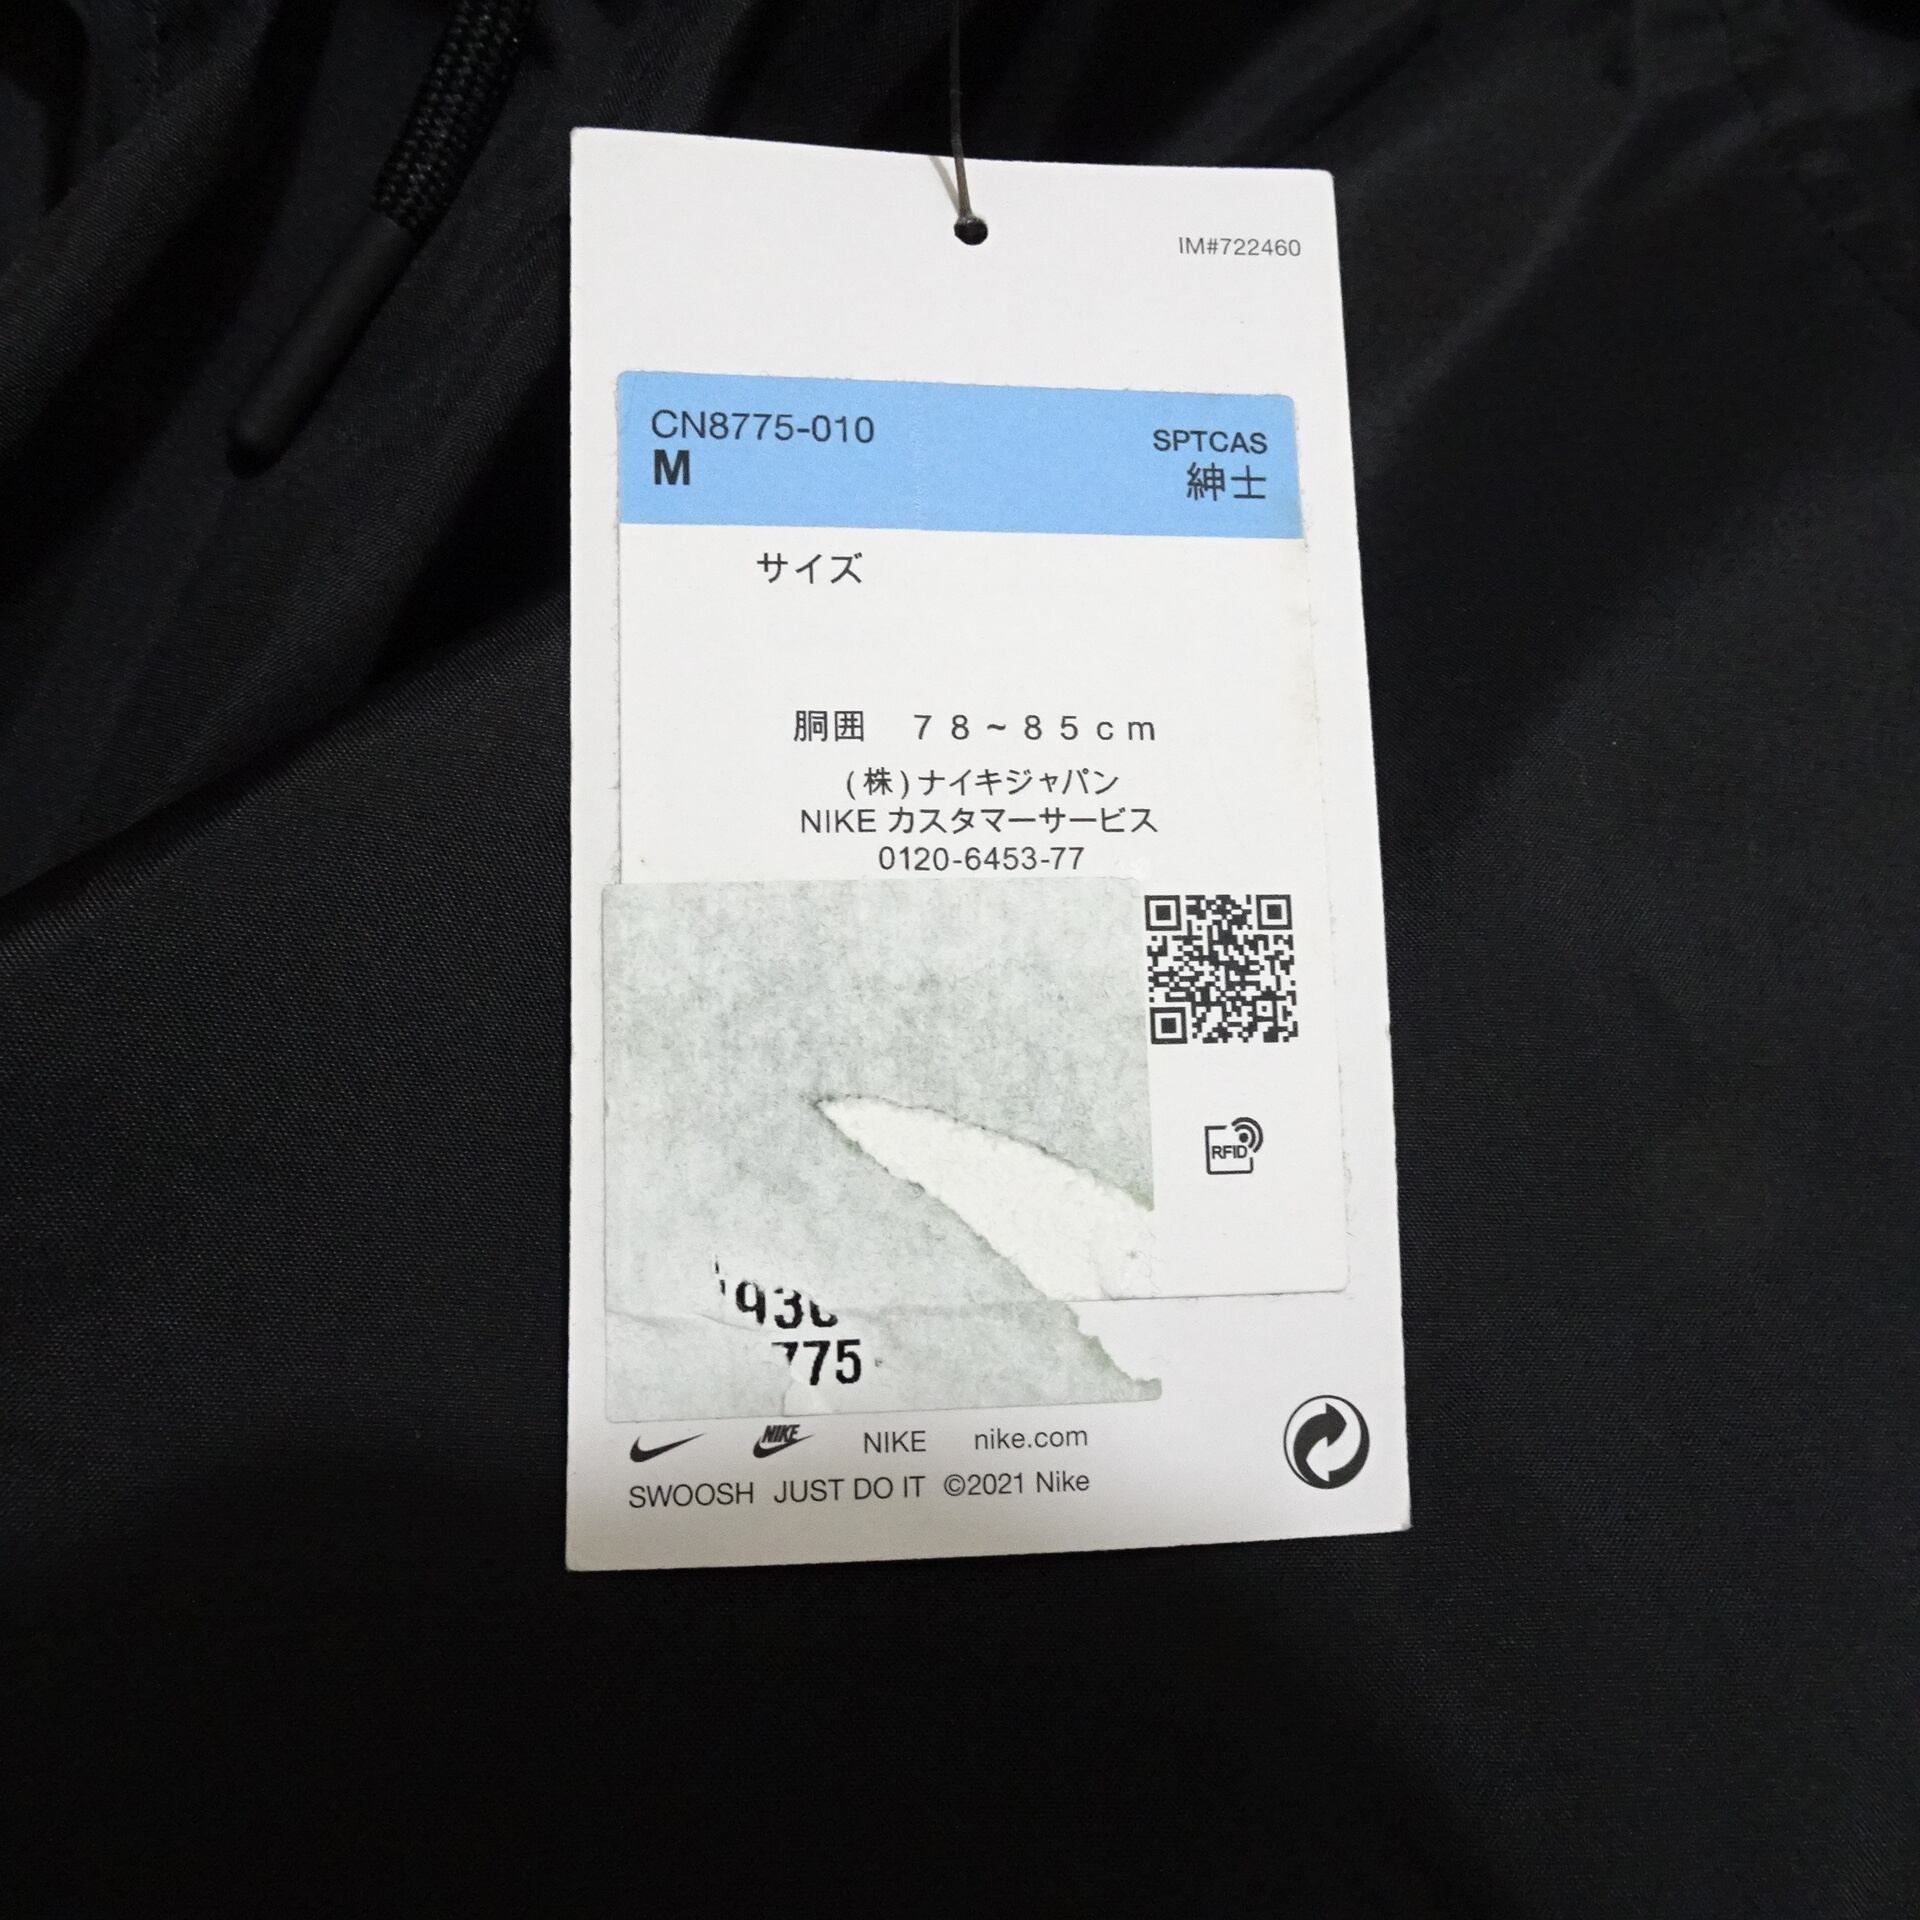 IM#722460
CN8775-010
M
SPTCAS
紳士
サイズ
胴囲 78~85cm
(株)ナイキジャパン
NIKE カスタマーサービス
0120-6453-77
RFID
775
NIKE
NIKE nike.com
SWOOSH JUST DO IT ©2021 Nike